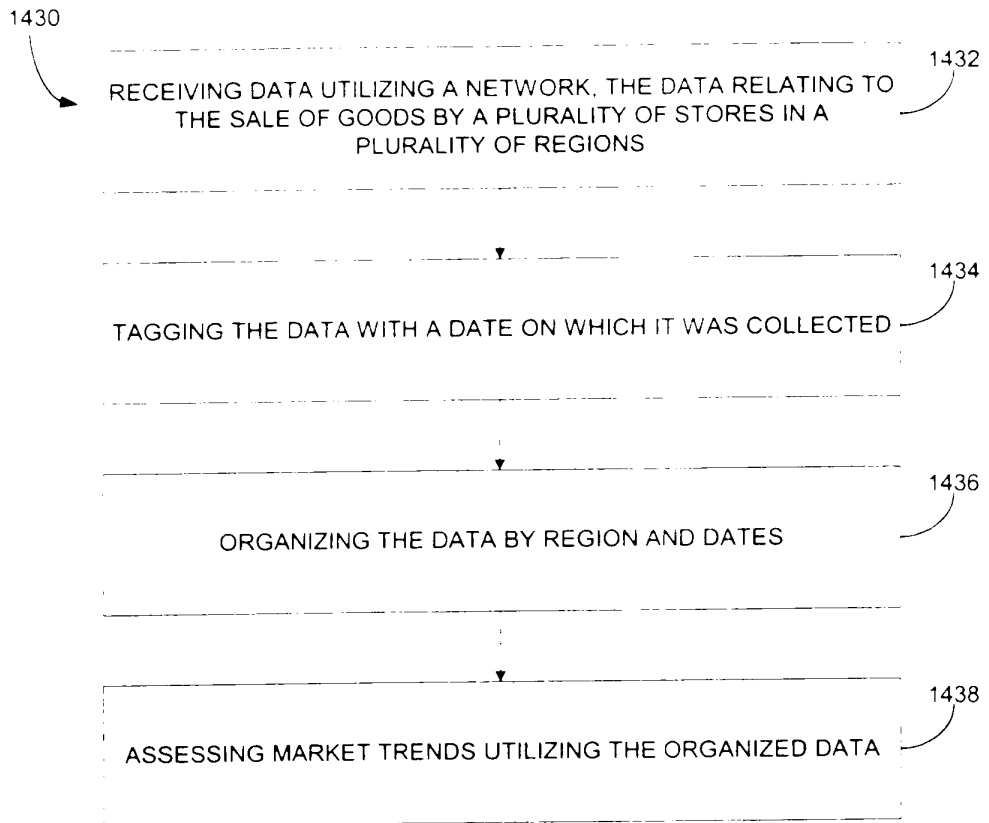 1430
1432
RECEIVING DATA UTILIZING A NETWORK, THE DATA RELATING TO
THE SALE OF GOODS BY A PLURALITY OF STORES IN A
PLURALITY OF REGIONS
1434
TAGGING THE DATA WITH A DATE ON WHICH IT WAS COLLECTED
1436
ORGANIZING THE DATA BY REGION AND DATES
1438
ASSESSING MARKET TRENDS UTILIZING THE ORGANIZED DATA